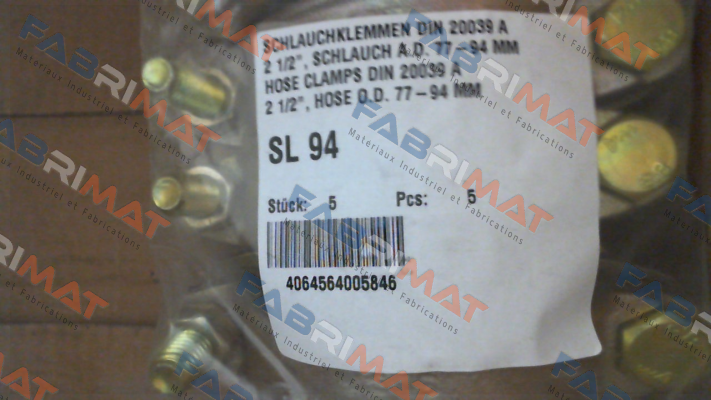 SCHLAUCHKLEMMEN DIN 20039 A
2 1/2", SCHLAUCH A.D. 77-94 MM
HOSE CLAMPS DIN 20039 A
2 1/2", HOSE O.D. 77-94 MM
SL 94
Stück: 5 Pcs: 5
4064564005846
FABRIMAT
Materiaux Industriel et Fabrications